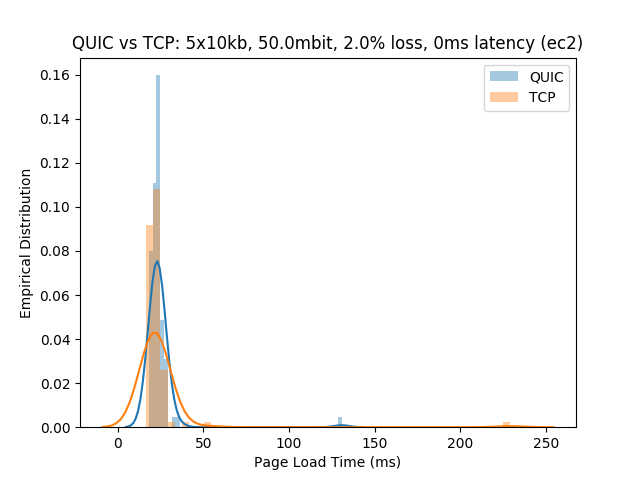 QUIC vs TCP: 5x10kb, 50.0mbit, 2.0% loss, 0ms latency (ec2)
QUIC
TCP
Empirical Distribution
0.16
0.14
0.12
0.10
0.08
0.06
0.04
0.02
0.00
0 50 100 150 200 250
Page Load Time (ms)